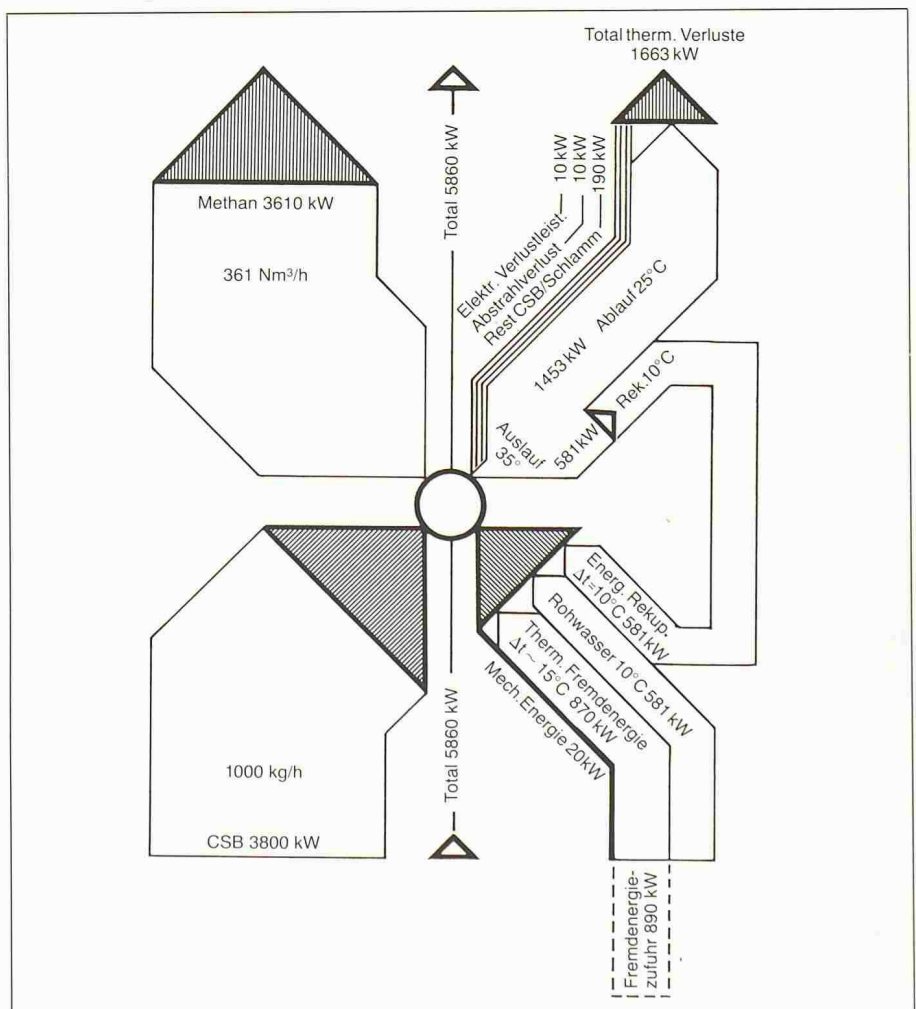 Total therm. Verluste
1663 kW
Total 5860 kW
10 kW
10 kW
190 kW
Elektr. Verlustleist.
Abstrahlverlust
Rest CSB/Schlamm
Methan 3610 kW
361 Nm³/h
1453 kW Ablauf 25°C
Rek. 10°C
581 kW
Auslauf
35°
Energ. Rekup.
Δt = 10°C 581 kW
Rohwasser 10°C 581 kW
Therm. Fremdenergie
Δt ~ 15°C 870 kW
Mech. Energie 20 kW
Total 5860 kW
1000 kg/h
CSB 3800 kW
Fremdenergie-
zufuhr 890 kW